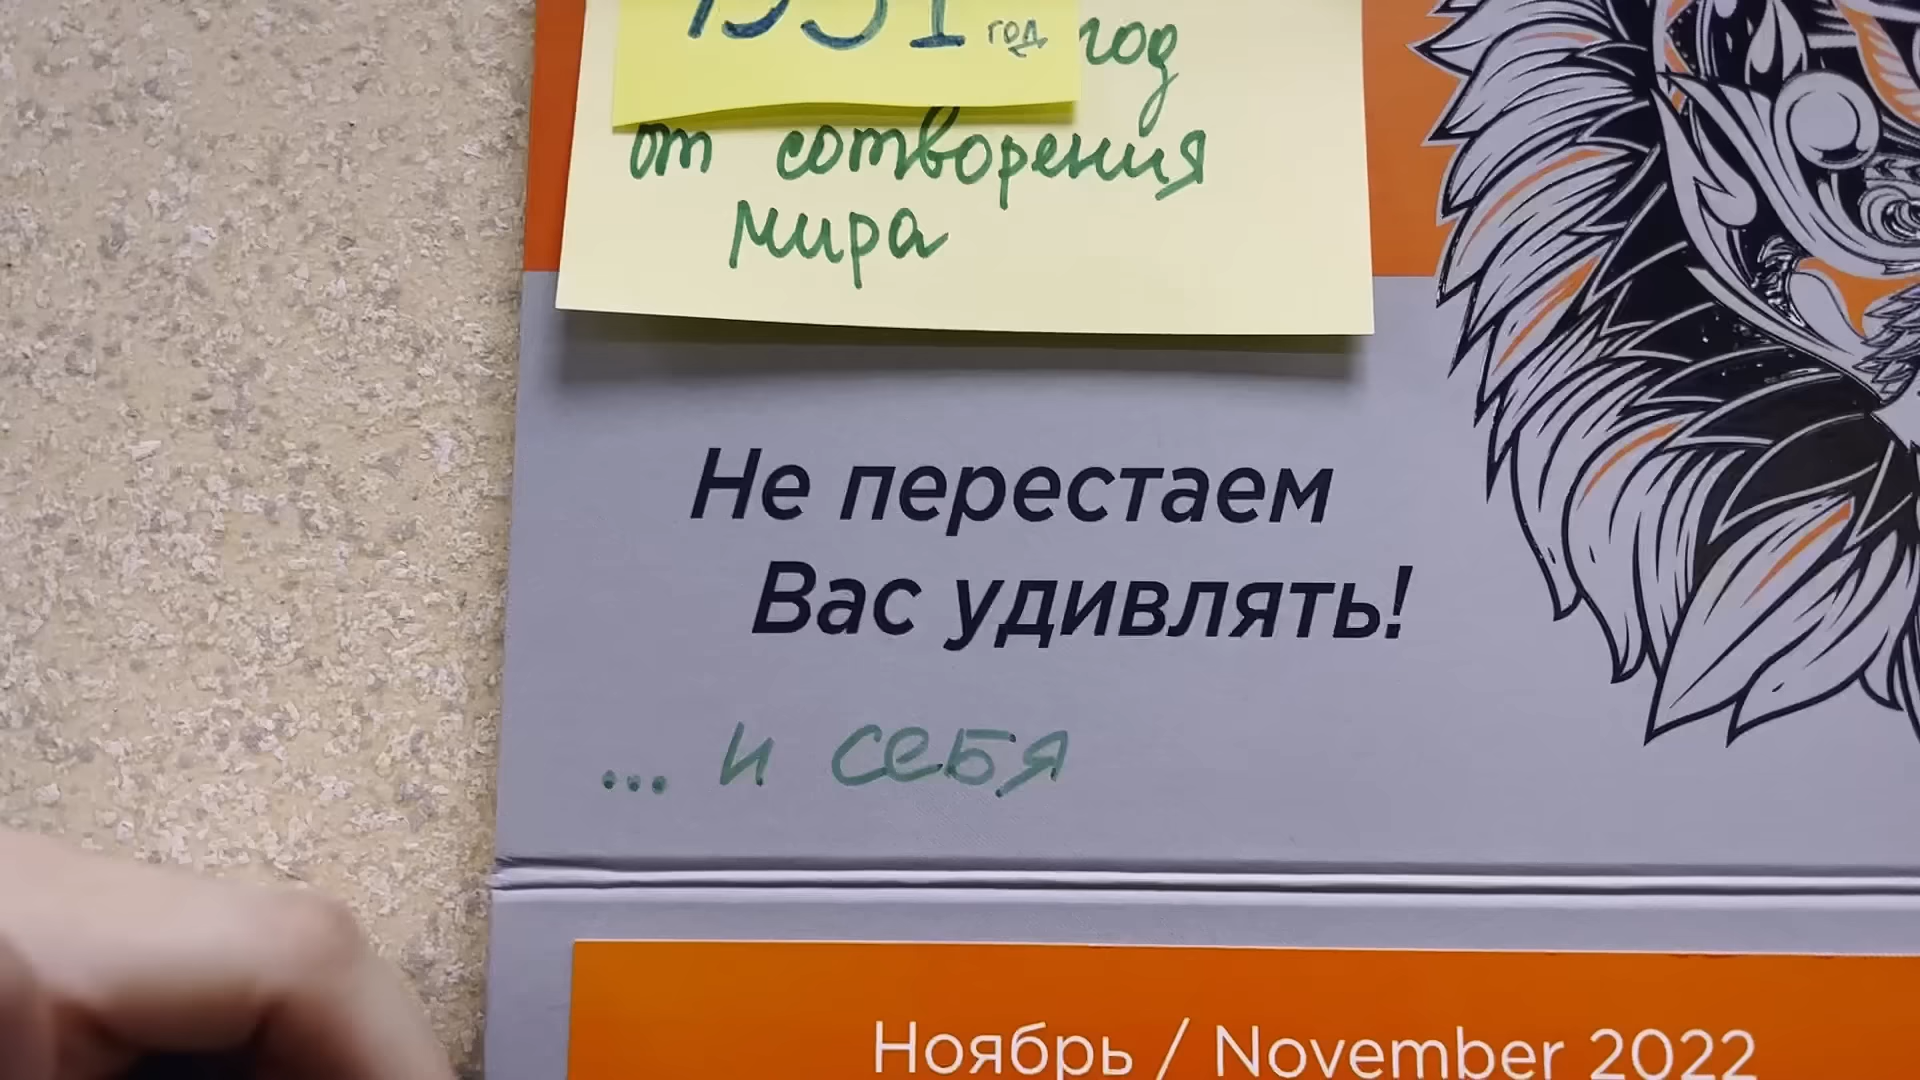 год
год
от сотворения
мира
Не перестаем
Вас удивлять!
... и себя
Ноябрь / November 2022